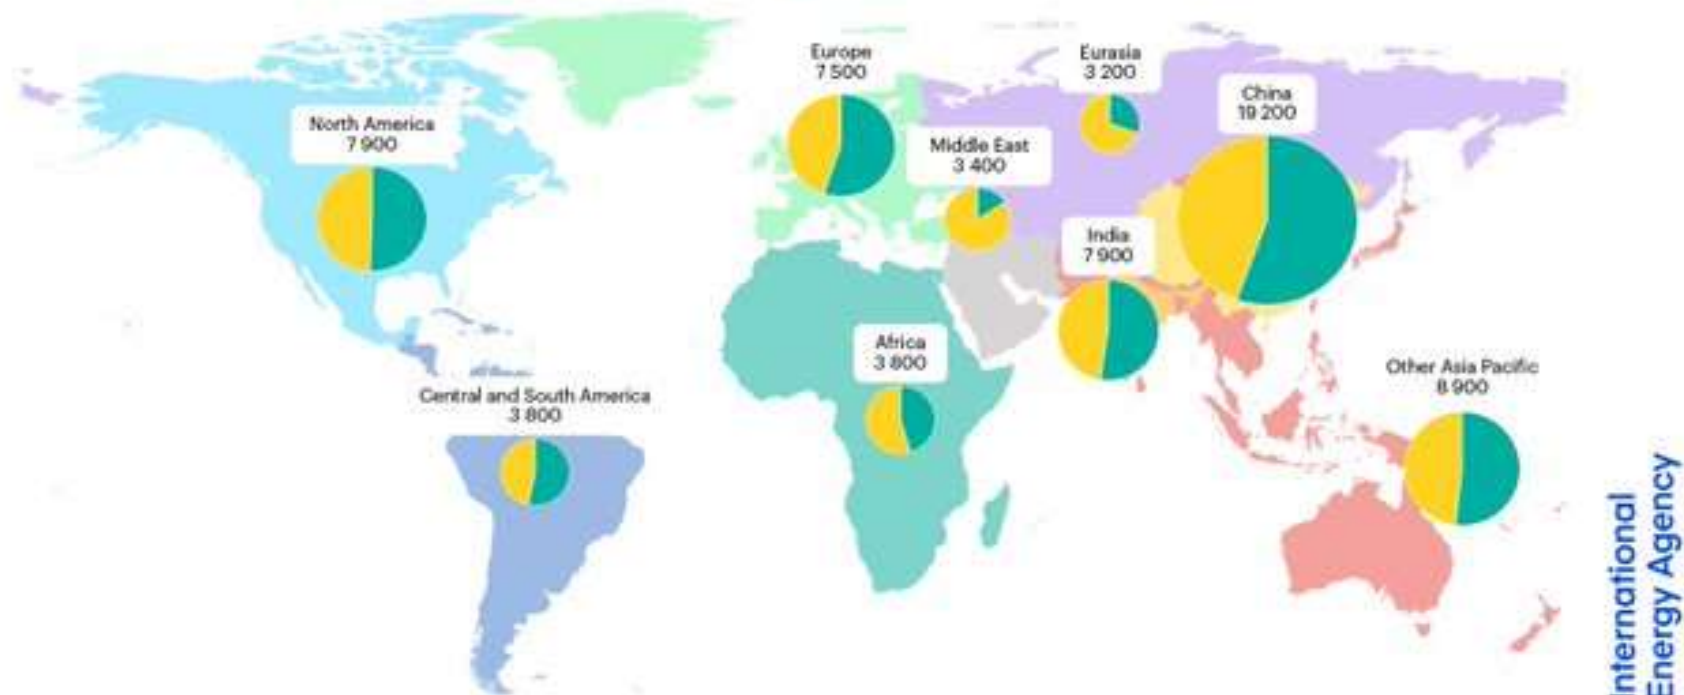 Europe
7 500
Eurasia
3 200
China
19 200
North America
7 900
Middle East
3 400
India
7 900
Africa
3 800
Other Asia Pacific
8 900
Central and South America
3 800
International
Energy Agency